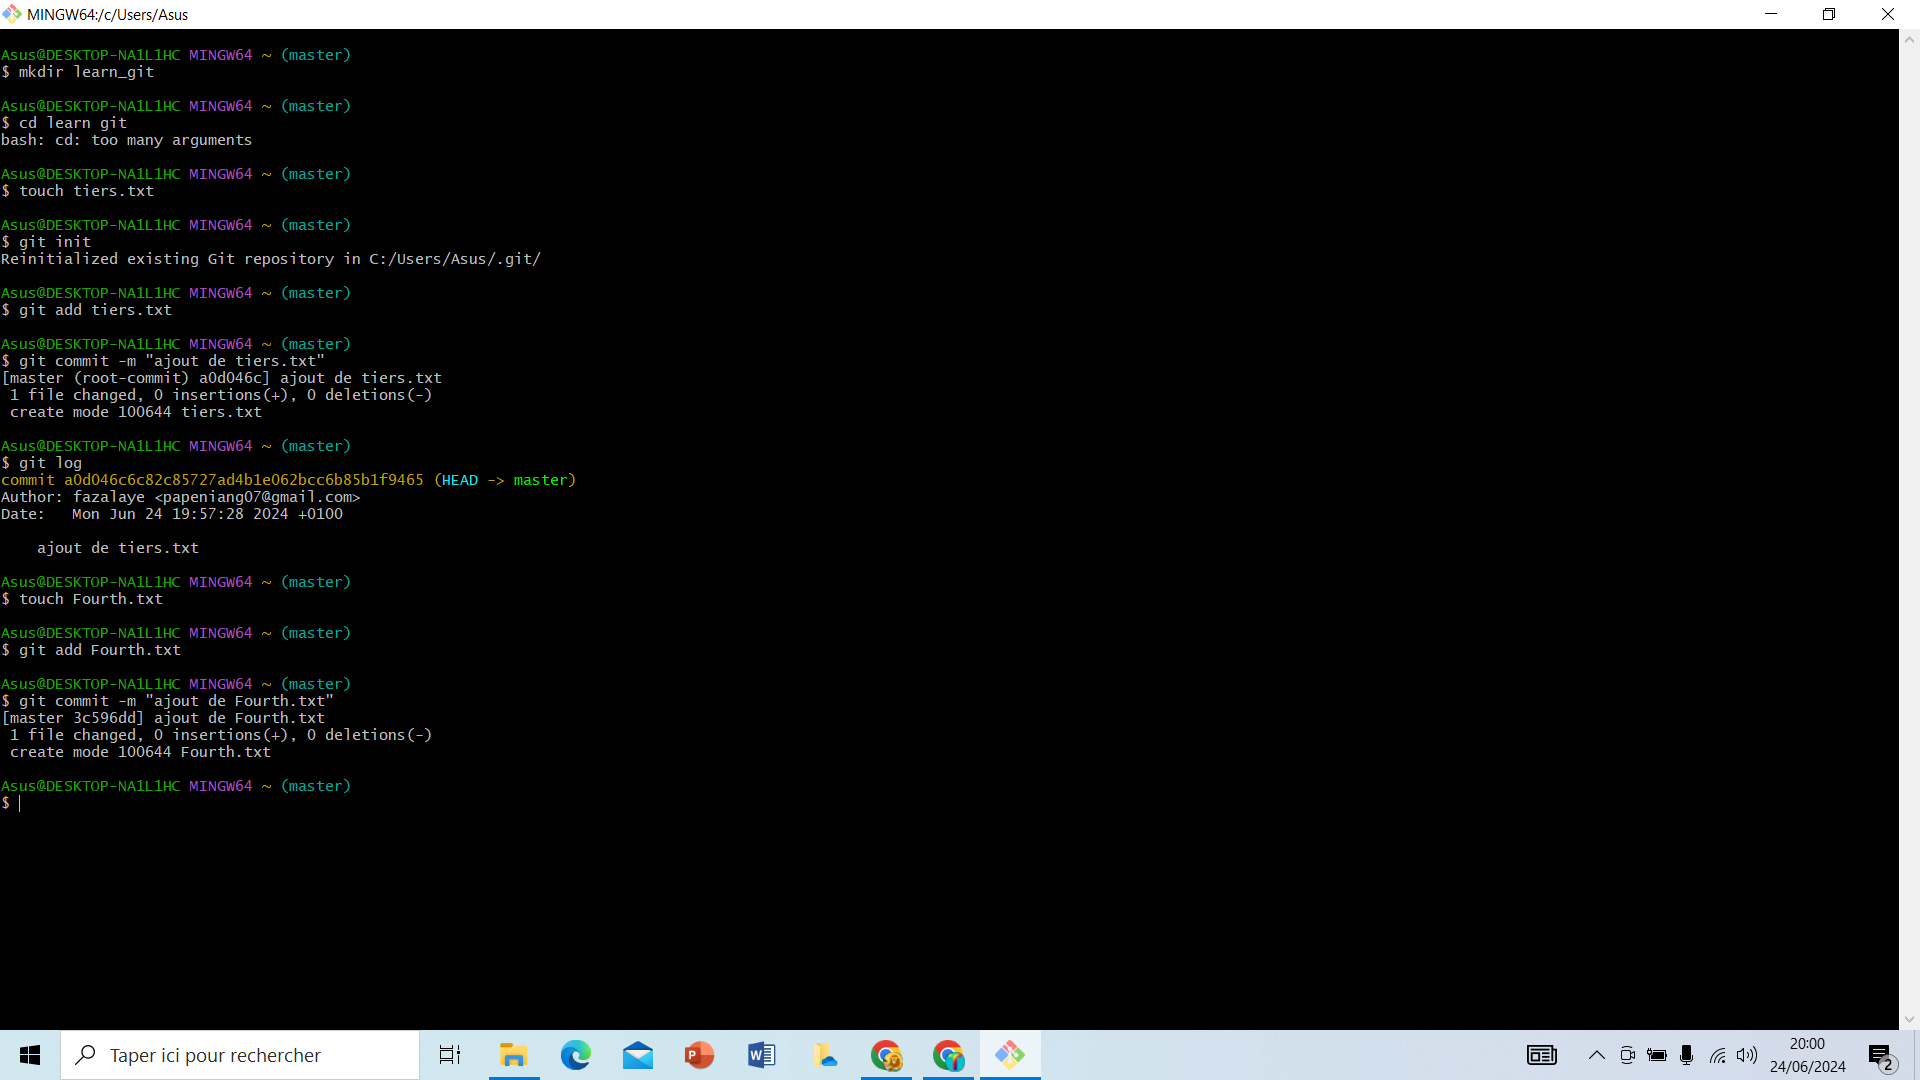 MINGW64:/c/Users/Asus
Asus@DESKTOP-NA1L1HC MINGW64 ~ (master)
$ mkdir learn_git
Asus@DESKTOP-NA1L1HC MINGW64 ~ (master)
$ cd learn git
bash: cd: too many arguments
Asus@DESKTOP-NA1L1HC MINGW64 ~ (master)
$ touch tiers.txt
Asus@DESKTOP-NA1L1HC MINGW64 ~ (master)
$ git init
Reinitialized existing Git repository in C:/Users/Asus/.git/
Asus@DESKTOP-NA1L1HC MINGW64 ~ (master)
$ git add tiers.txt
Asus@DESKTOP-NA1L1HC MINGW64 ~ (master)
$ git commit -m "ajout de tiers.txt"
[master (root-commit) a0d046c] ajout de tiers.txt
 1 file changed, 0 insertions(+), 0 deletions(-)
 create mode 100644 tiers.txt
Asus@DESKTOP-NA1L1HC MINGW64 ~ (master)
$ git log
commit a0d046c6c82c85727ad4b1e062bcc6b85b1f9465 (HEAD -> master)
Author: fazalaye <papeniang07@gmail.com>
Date:   Mon Jun 24 19:57:28 2024 +0100
    ajout de tiers.txt
Asus@DESKTOP-NA1L1HC MINGW64 ~ (master)
$ touch Fourth.txt
Asus@DESKTOP-NA1L1HC MINGW64 ~ (master)
$ git add Fourth.txt
Asus@DESKTOP-NA1L1HC MINGW64 ~ (master)
$ git commit -m "ajout de Fourth.txt"
[master 3c596dd] ajout de Fourth.txt
 1 file changed, 0 insertions(+), 0 deletions(-)
 create mode 100644 Fourth.txt
Asus@DESKTOP-NA1L1HC MINGW64 ~ (master)
$
Taper ici pour rechercher
P
W
20:00
24/06/2024
2